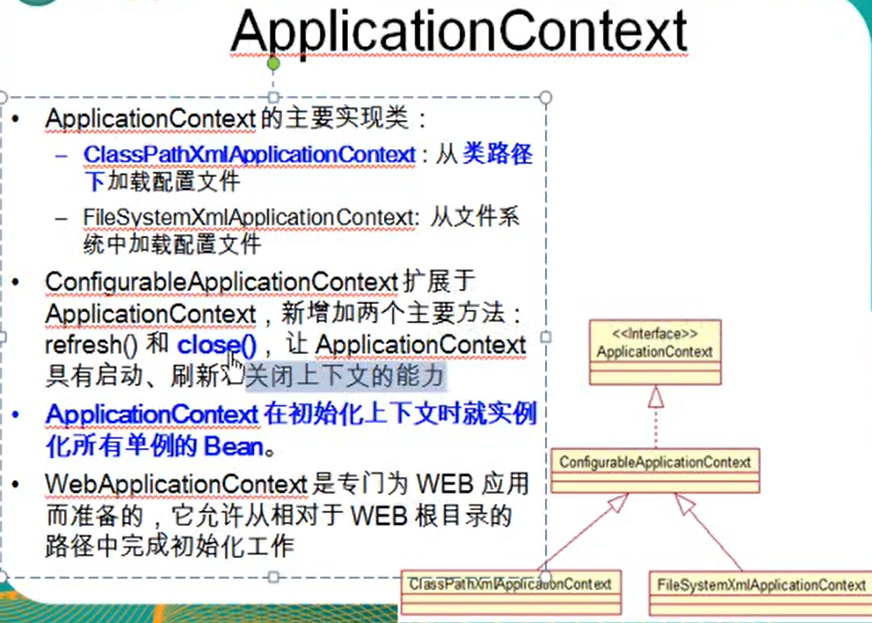 ApplicationContext
• ApplicationContext 的主要实现类：
– ClassPathXmlApplicationContext：从 类路径
下加载配置文件
– FileSystemXmlApplicationContext: 从文件系
统中加载配置文件
• ConfigurableApplicationContext 扩展于
ApplicationContext，新增加两个主要方法：
refresh() 和 close()，让 ApplicationContext
具有启动、刷新 关闭上下文的能力
• ApplicationContext 在初始化上下文时就实例
化所有单例的 Bean。
• WebApplicationContext 是专门为 WEB 应用
而准备的，它允许从相对于 WEB 根目录的
路径中完成初始化工作
<<Interface>>
ApplicationContext
ConfigurableApplicationContext
ClassPathXmlApplicationContext
FileSystemXmlApplicationContext